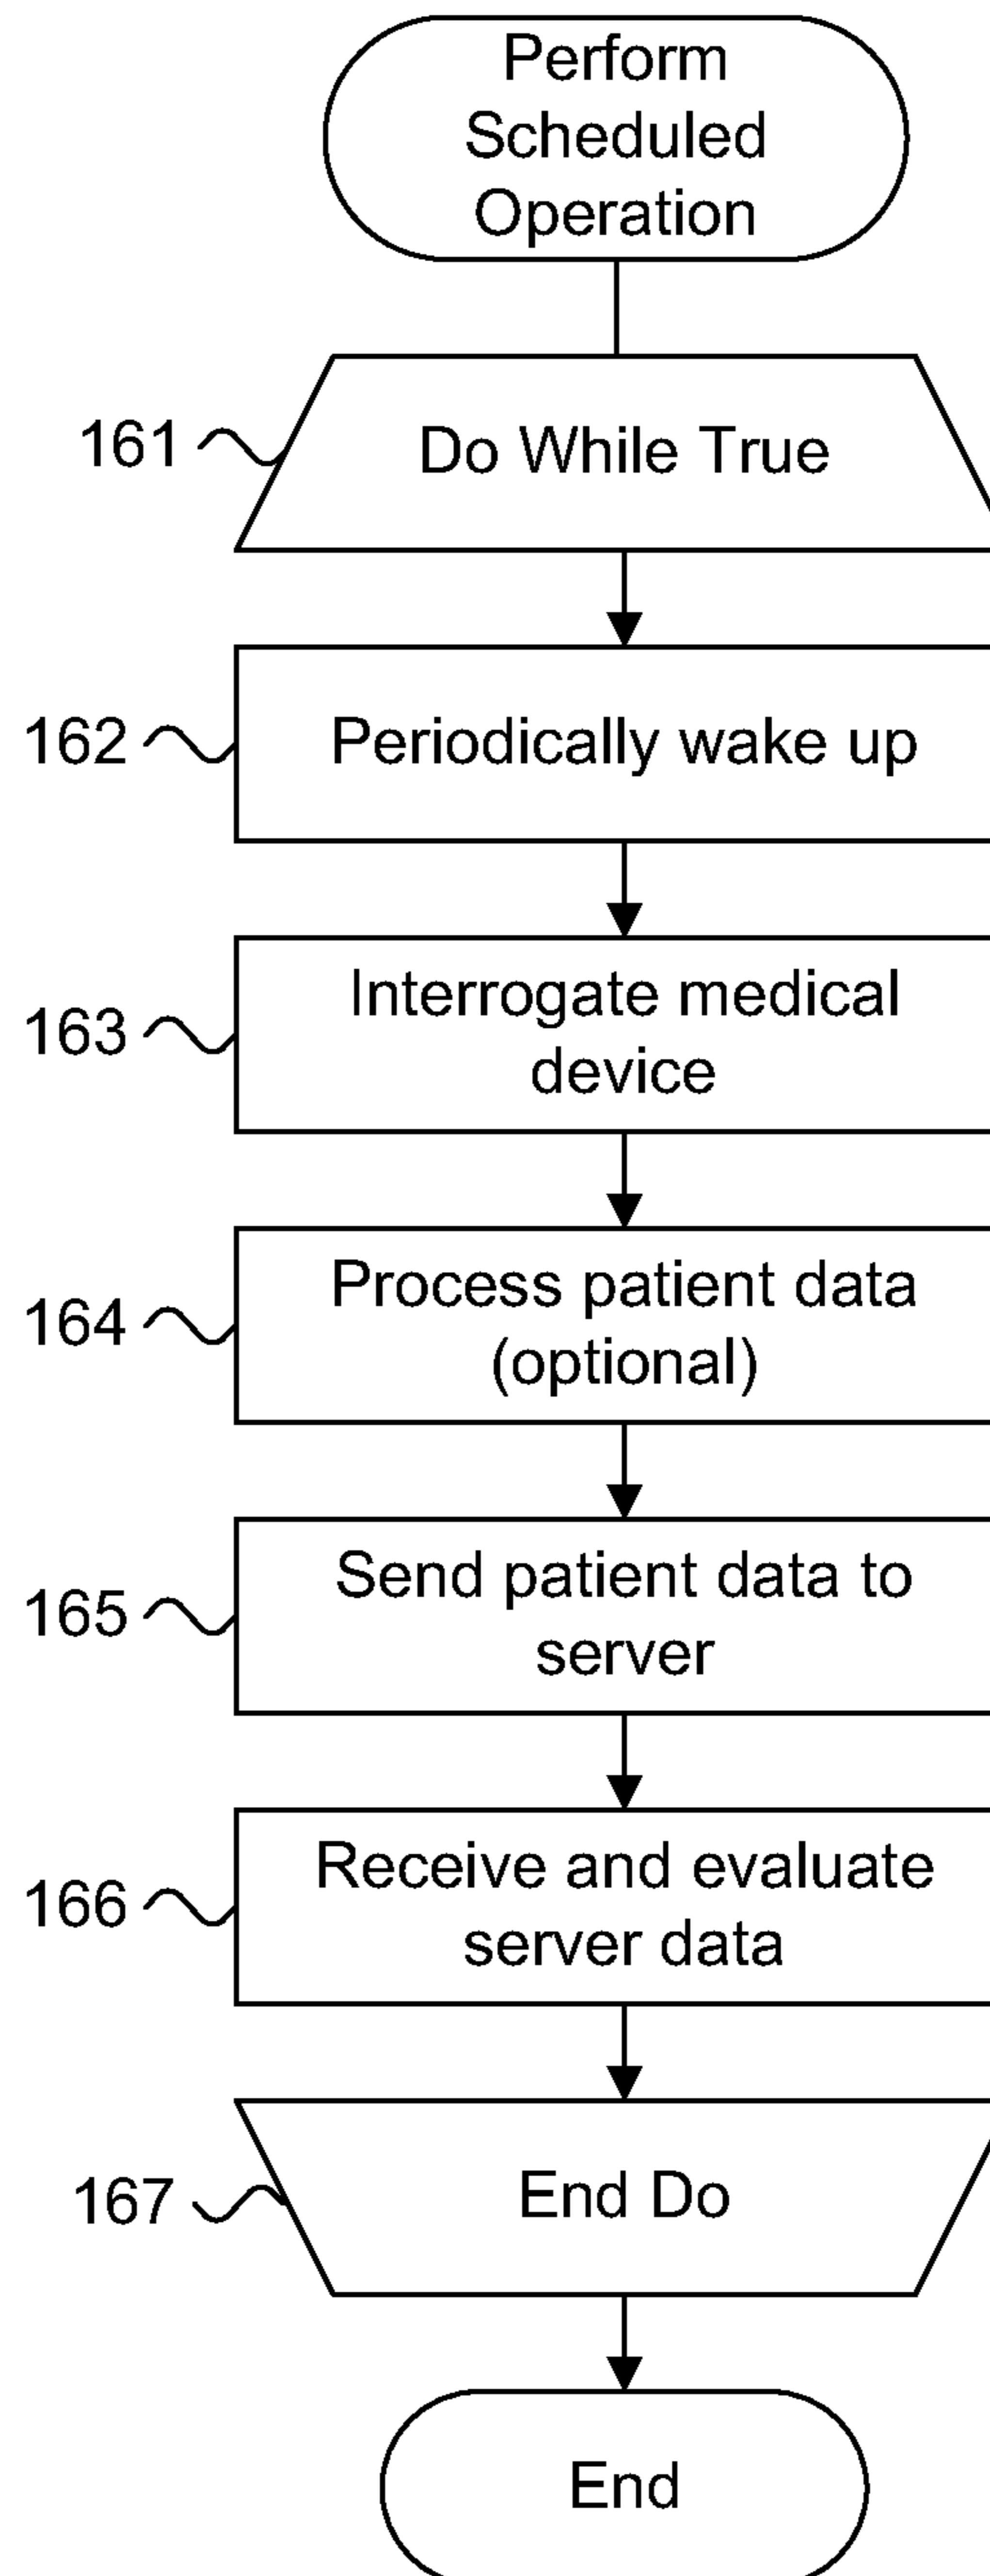 Perform
Scheduled
Operation
161
Do While True
162
Periodically wake up
163
Interrogate medical
device
164
Process patient data
(optional)
165
Send patient data to
server
166
Receive and evaluate
server data
167
End Do
End